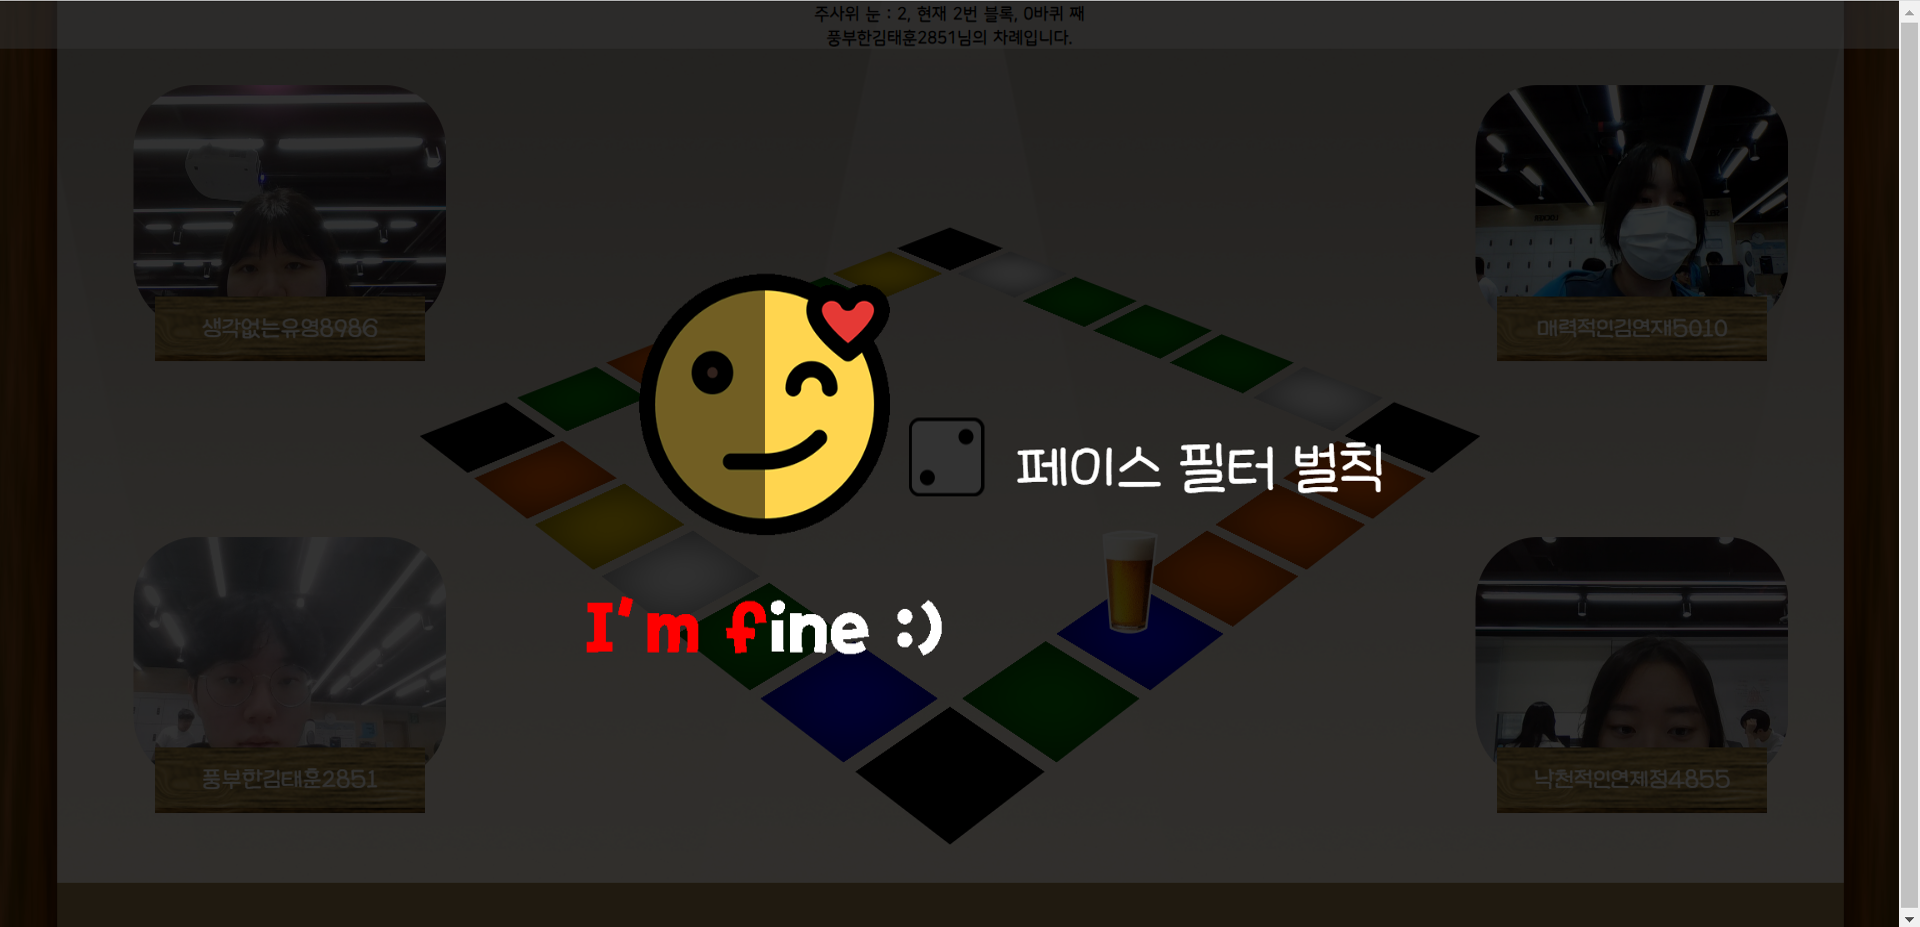 주사위 눈 : 2, 현재 2번 블록, 0바퀴 째
풍부한김태훈2851님의 차례입니다.
생각없는유영8986
매력적인김연재5010
페이스 필터 벌칙
I'm fine :)
풍부한김태훈2851
낙천적인연제정4855